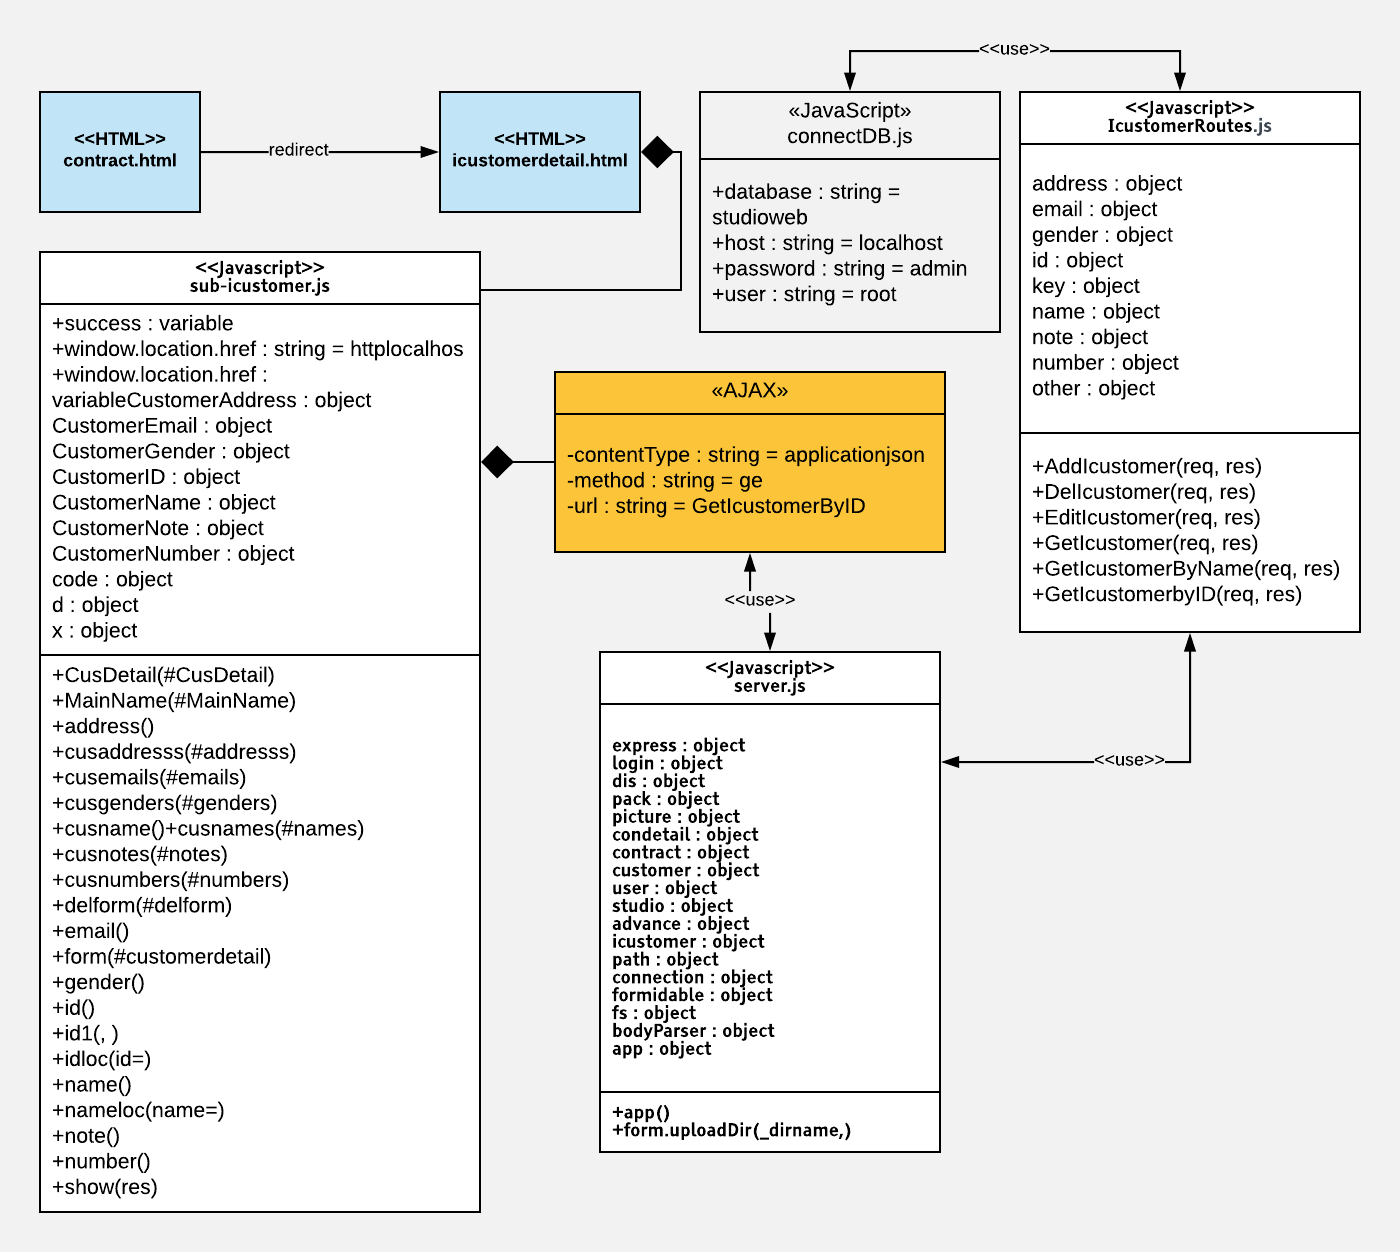 <<use>>
<<HTML>>
contract.html
redirect
<<HTML>>
icustomerdetail.html
«JavaScript»
connectDB.js
+database : string =
studioweb
+host : string = localhost
+password : string = admin
+user : string = root
<<Javascript>>
IcustomerRoutes.js
address : object
email : object
gender : object
id : object
key : object
name : object
note : object
number : object
other : object
+AddIcustomer(req, res)
+DelIcustomer(req, res)
+EditIcustomer(req, res)
+GetIcustomer(req, res)
+GetIcustomerByName(req, res)
+GetIcustomerbyID(req, res)
<<Javascript>>
sub-icustomer.js
+success : variable
+window.location.href : string = httplocalhos
+window.location.href :
variableCustomerAddress : object
CustomerEmail : object
CustomerGender : object
CustomerID : object
CustomerName : object
CustomerNote : object
CustomerNumber : object
code : object
d : object
x : object
+CusDetail(#CusDetail)
+MainName(#MainName)
+address()
+cusaddresss(#addresss)
+cusemails(#emails)
+cusgenders(#genders)
+cusname()+cusnames(#names)
+cusnotes(#notes)
+cusnumbers(#numbers)
+delform(#delform)
+email()
+form(#customerdetail)
+gender()
+id()
+id1(, )
+idloc(id=)
+name()
+nameloc(name=)
+note()
+number()
+show(res)
«AJAX»
-contentType : string = applicationjson
-method : string = ge
-url : string = GetIcustomerByID
<<use>>
<<Javascript>>
server.js
express : object
login : object
dis : object
pack : object
picture : object
condetail : object
contract : object
customer : object
user : object
studio : object
advance : object
icustomer : object
path : object
connection : object
formidable : object
fs : object
bodyParser : object
app : object
+app()
+form.uploadDir(_dirname,)
<<use>>